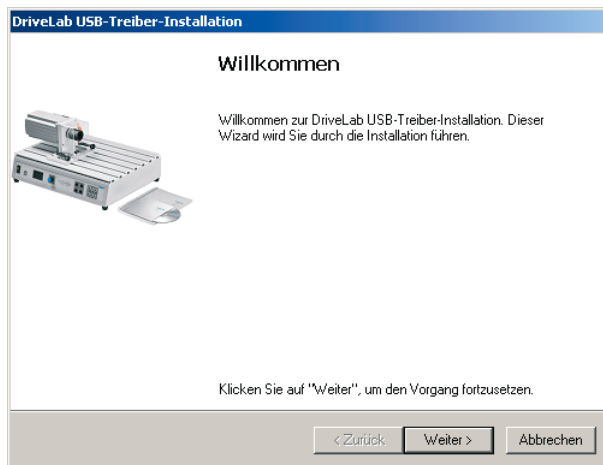 DriveLab USB-Treiber-Installation
Willkommen
Willkommen zur DriveLab USB-Treiber-Installation. Dieser
Wizard wird Sie durch die Installation führen.
Klicken Sie auf "Weiter", um den Vorgang fortzusetzen.
< Zurück Weiter > Abbrechen